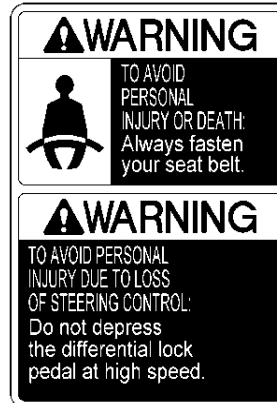 WARNING
TO AVOID
PERSONAL
INJURY OR DEATH:
Always fasten
your seat belt.
WARNING
TO AVOID PERSONAL
INJURY DUE TO LOSS
OF STEERING CONTROL:
Do not depress
the differential lock
pedal at high speed.